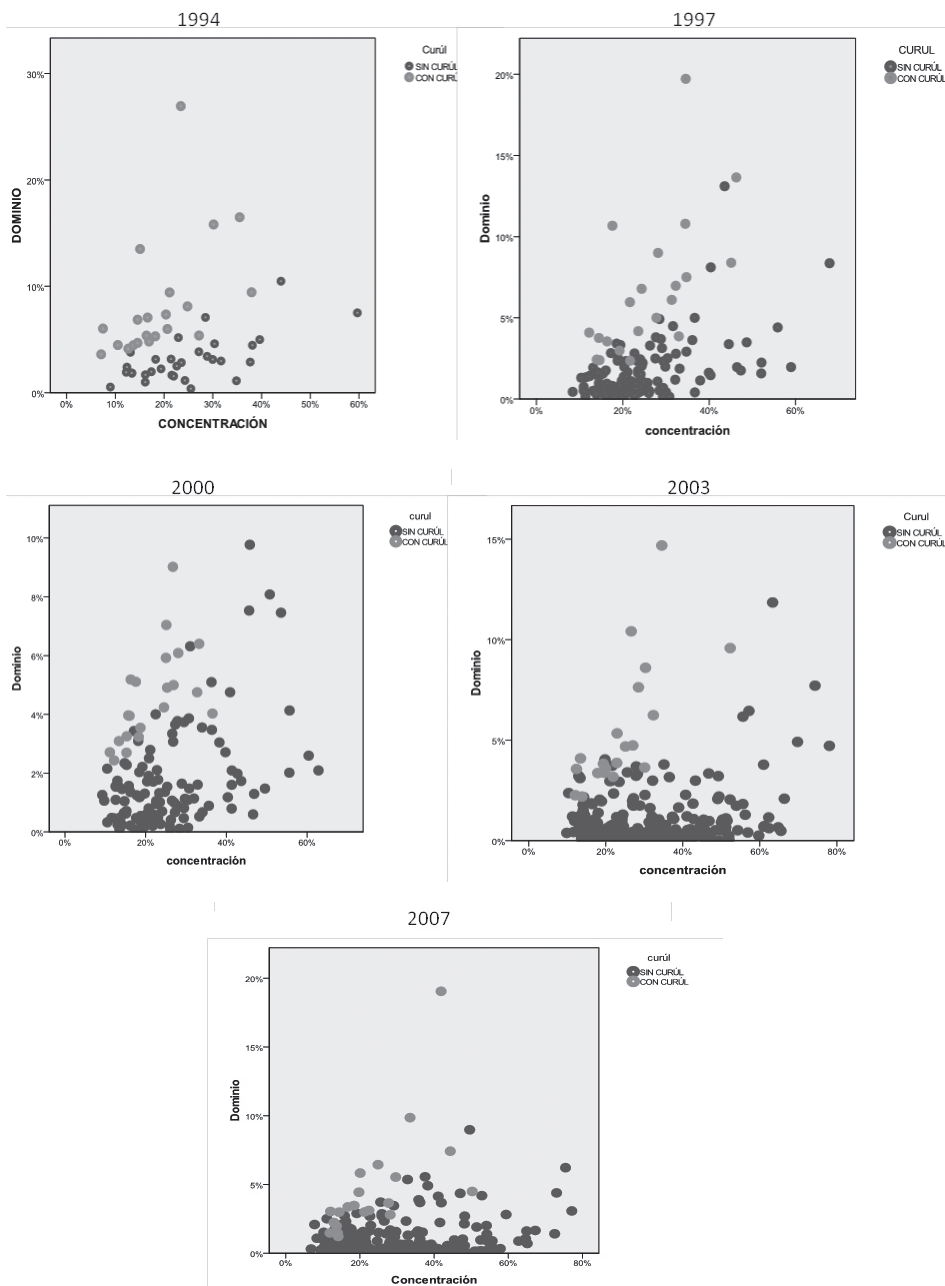 1994
Curúl
SIN CURÚL
CON CURÚL
DOMINIO
30%
20%
10%
0%
0% 10% 20% 30% 40% 50% 60%
CONCENTRACIÓN
1997
CURUL
SIN CURÚL
CON CURÚL
Dominio
20%
15%
10%
5%
0%
0% 20% 40% 60%
concentración
2000
curul
SIN CURÚL
CON CURÚL
Dominio
10%
8%
6%
4%
2%
0%
0% 20% 40% 60%
concentración
2003
Curul
SIN CURÚL
CON CURÚL
Dominio
15%
10%
5%
0%
0% 20% 40% 60% 80%
concentración
2007
curúl
SIN CURÚL
CON CURÚL
Dominio
20%
15%
10%
5%
0%
0% 20% 40% 60% 80%
Concentración